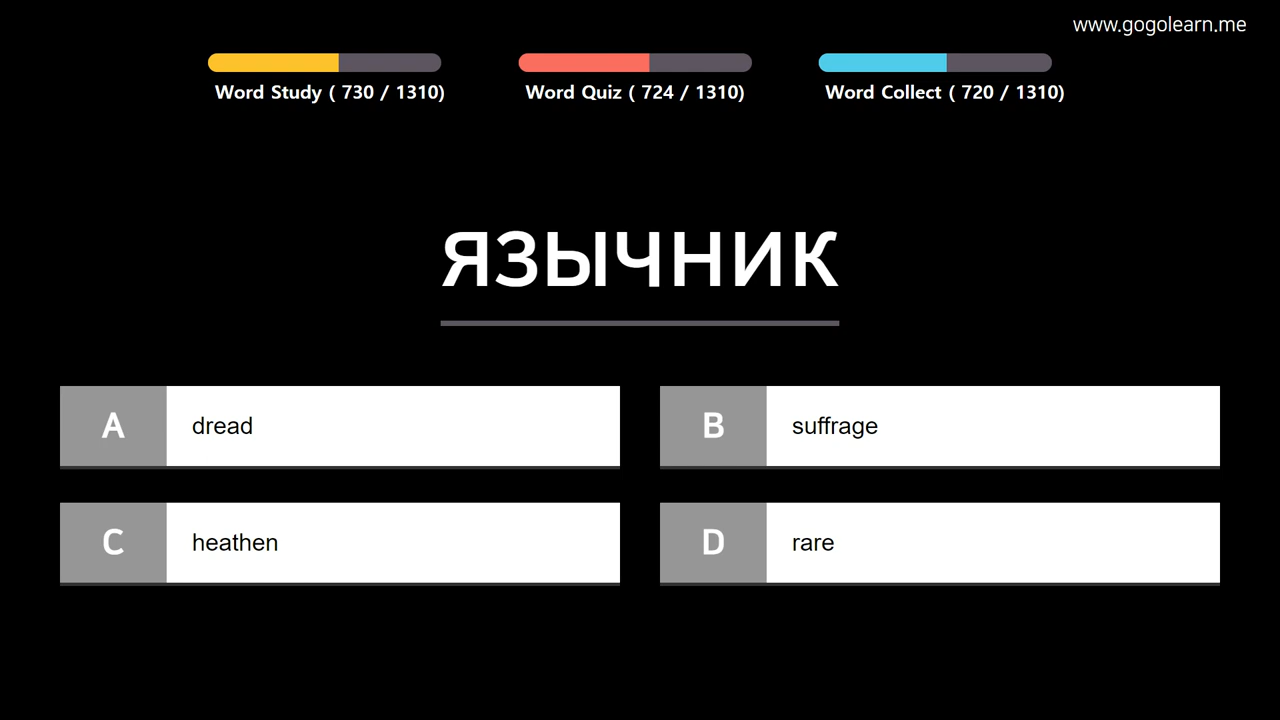 www.gogolearn.me
Word Study ( 730 / 1310)
Word Quiz ( 724 / 1310)
Word Collect ( 720 / 1310)
ЯЗЫЧНИК
A dread
B suffrage
C heathen
D rare